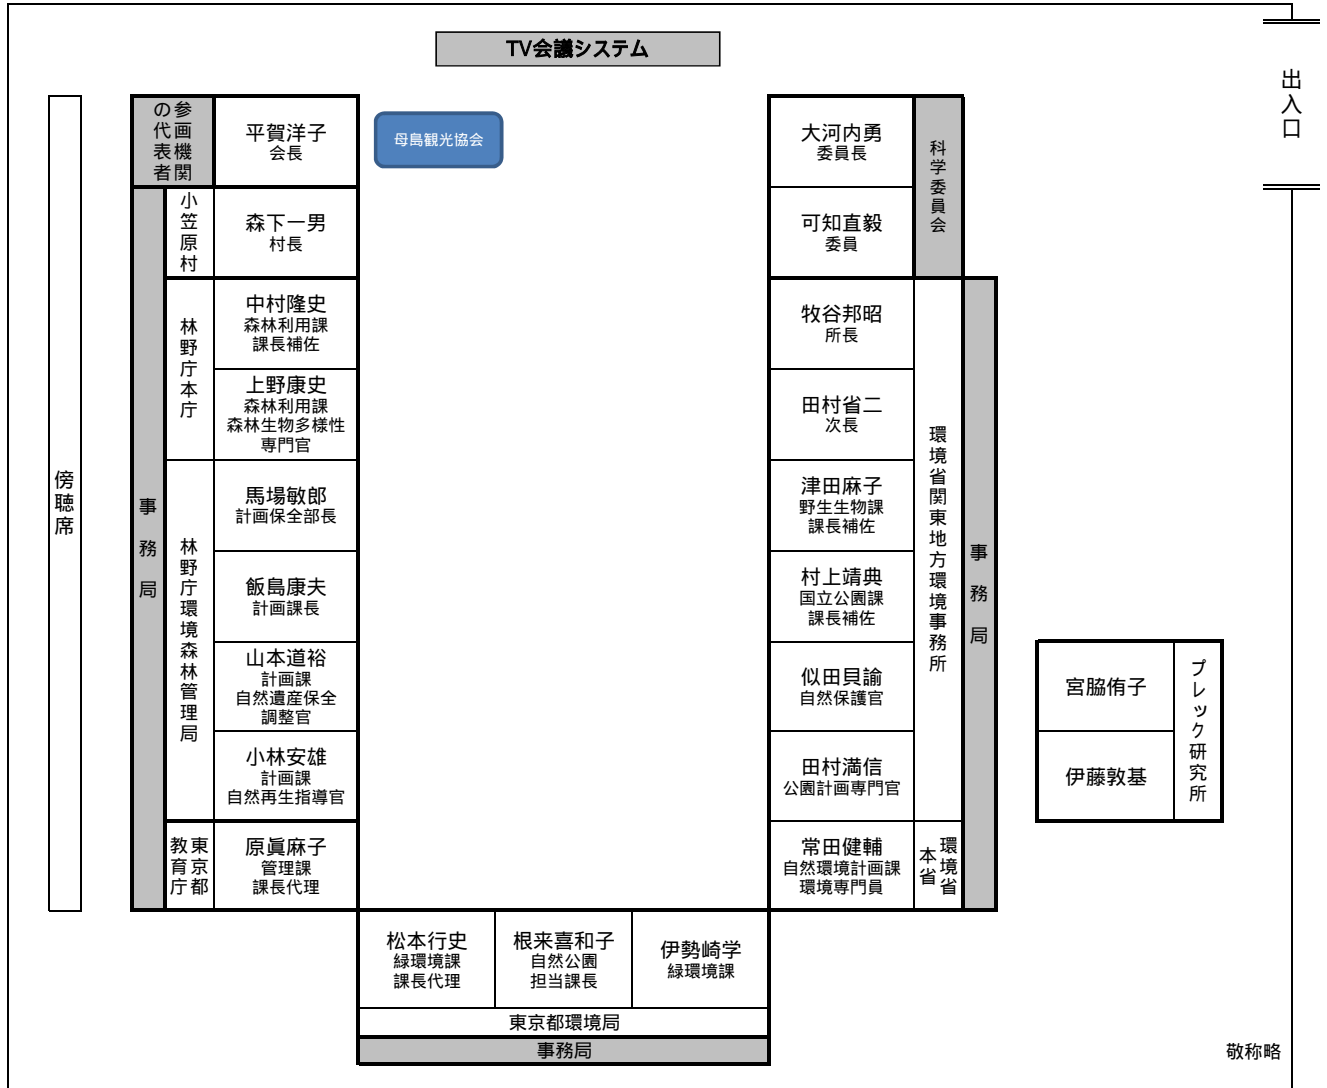 TV会議システム
出入口
傍聴席
参画機関
の代表者
平賀洋子
会長
母島観光協会
事務局
小笠原村
森下一男
村長
林野庁本庁
中村隆史
森林利用課
課長補佐
上野康史
森林利用課
森林生物多様性
専門官
林野庁環境森林管理局
馬場敏郎
計画保全部長
飯島康夫
計画課長
山本道裕
計画課
自然遺産保全
調整官
小林安雄
計画課
自然再生指導官
東京都
教育庁
原眞麻子
管理課
課長代理
大河内勇
委員長
科学委員会
可知直毅
委員
牧谷邦昭
所長
環境省関東地方環境事務所
事務局
田村省二
次長
津田麻子
野生生物課
課長補佐
村上靖典
国立公園課
課長補佐
似田貝諭
自然保護官
田村満信
公園計画専門官
常田健輔
自然環境計画課
環境専門員
環境省
本省
宮脇侑子
伊藤敦基
プレック研究所
松本行史
緑環境課
課長代理
根来喜和子
自然公園
担当課長
伊勢崎学
緑環境課
東京都環境局
事務局
敬称略